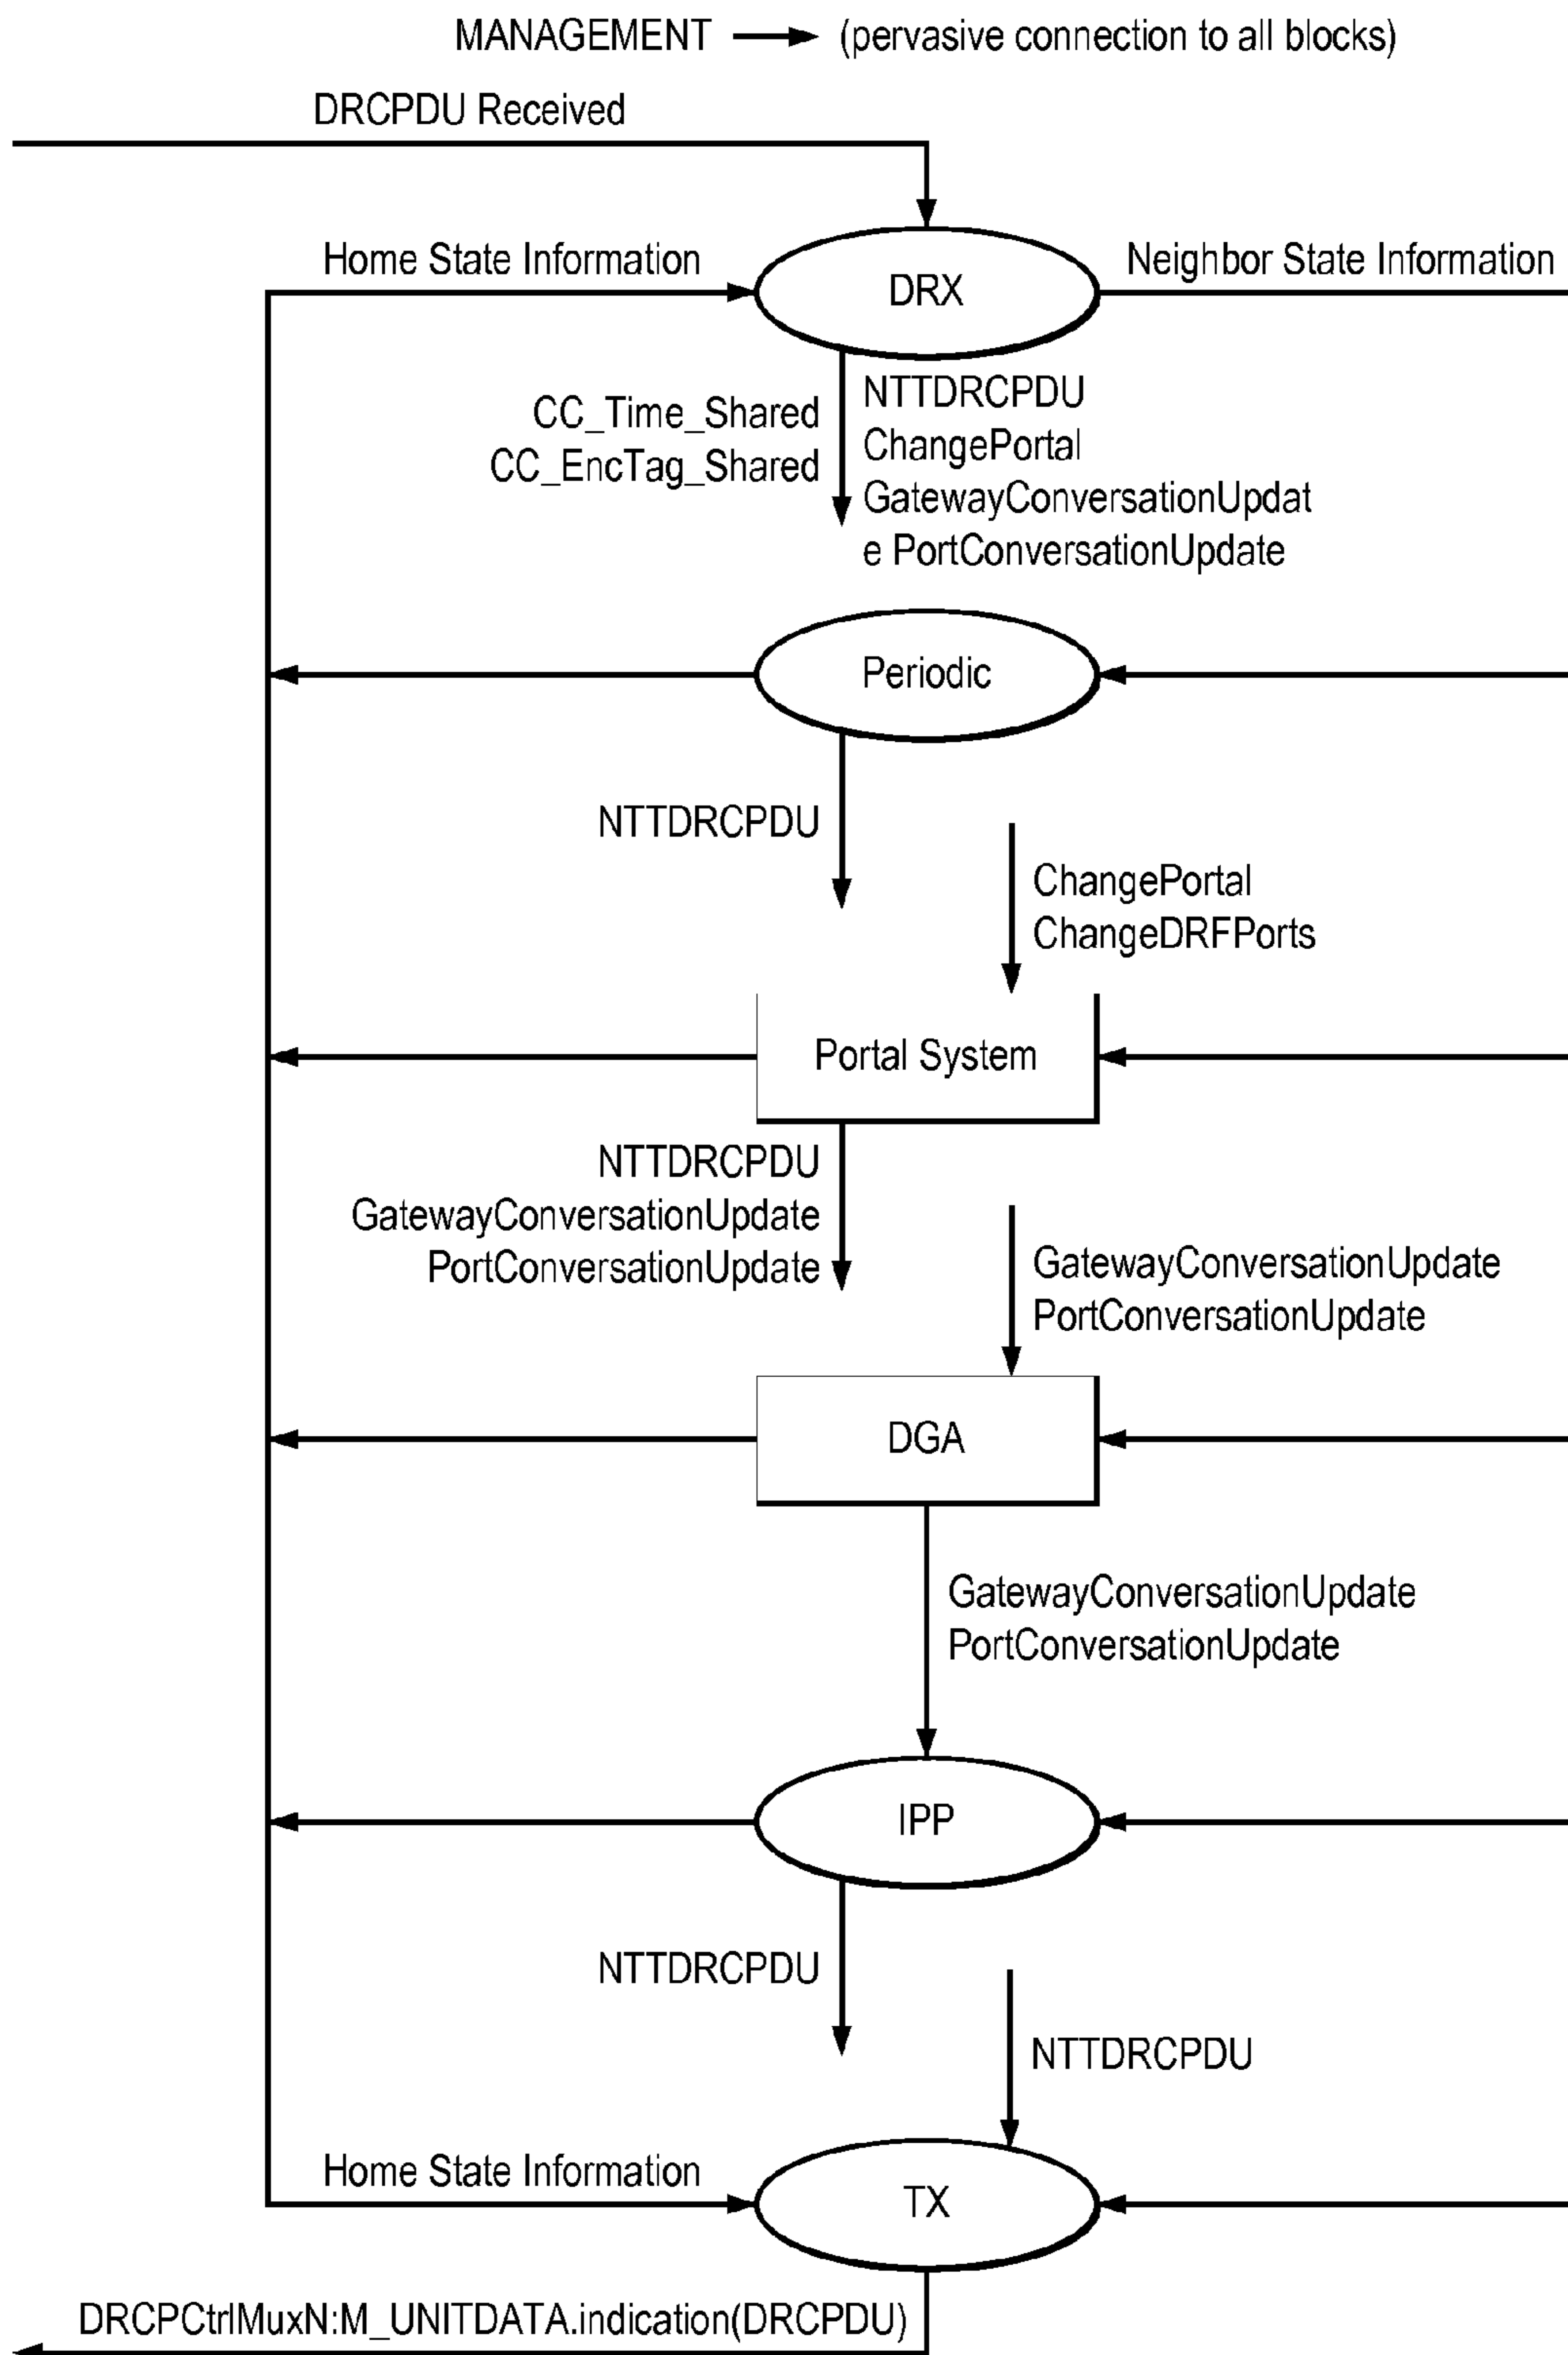 MANAGEMENT (pervasive connection to all blocks)
DRCPDU Received
Home State Information
DRX
Neighbor State Information
CC_Time_Shared
CC_EncTag_Shared
NTTDRCPDU
ChangePortal
GatewayConversationUpdat
e PortConversationUpdate
Periodic
NTTDRCPDU
ChangePortal
ChangeDRFPorts
Portal System
NTTDRCPDU
GatewayConversationUpdate
PortConversationUpdate
GatewayConversationUpdate
PortConversationUpdate
DGA
GatewayConversationUpdate
PortConversationUpdate
IPP
NTTDRCPDU
NTTDRCPDU
Home State Information
TX
DRCPCtrlMuxN:M_UNITDATA.indication(DRCPDU)